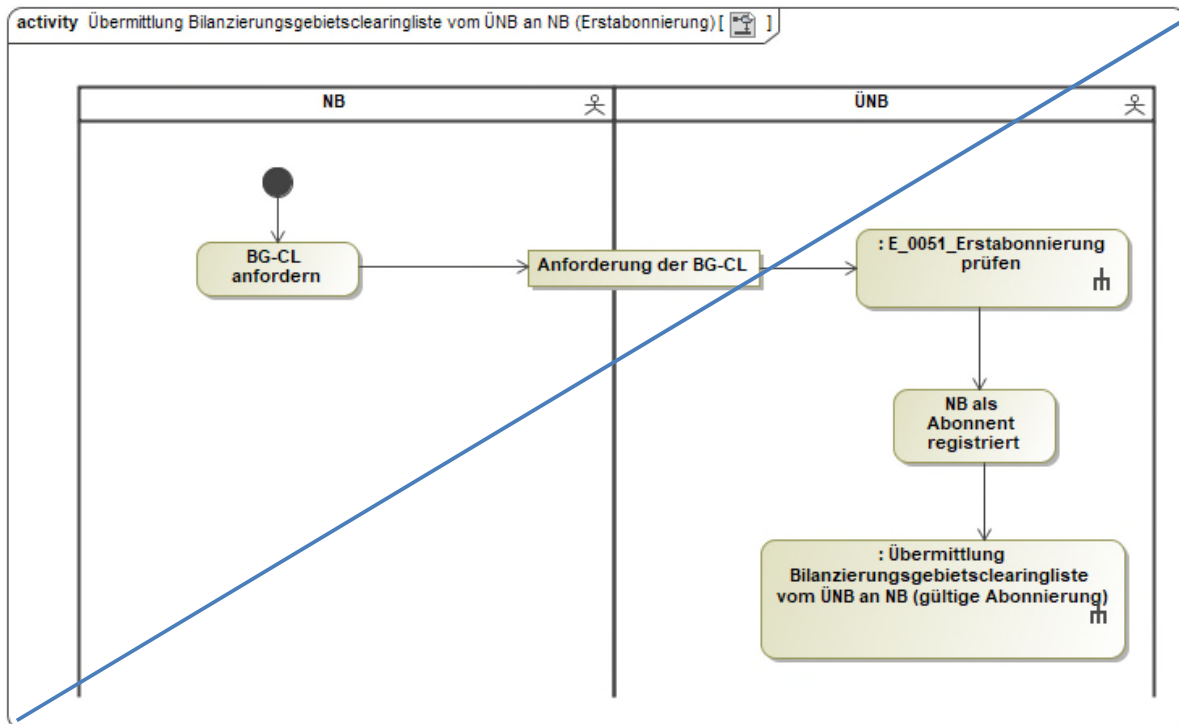 activity Übermittlung Bilanzierungsgebietsclearingliste vom ÜNB an NB (Erstabonnierung) [ ]
NB
ÜNB
BG-CL
anfordern
Anforderung der BG-CL
: E_0051_Erstabonnierung
prüfen
NB als
Abonnent
registriert
: Übermittlung
Bilanzierungsgebietsclearingliste
vom ÜNB an NB (gültige Abonnierung)